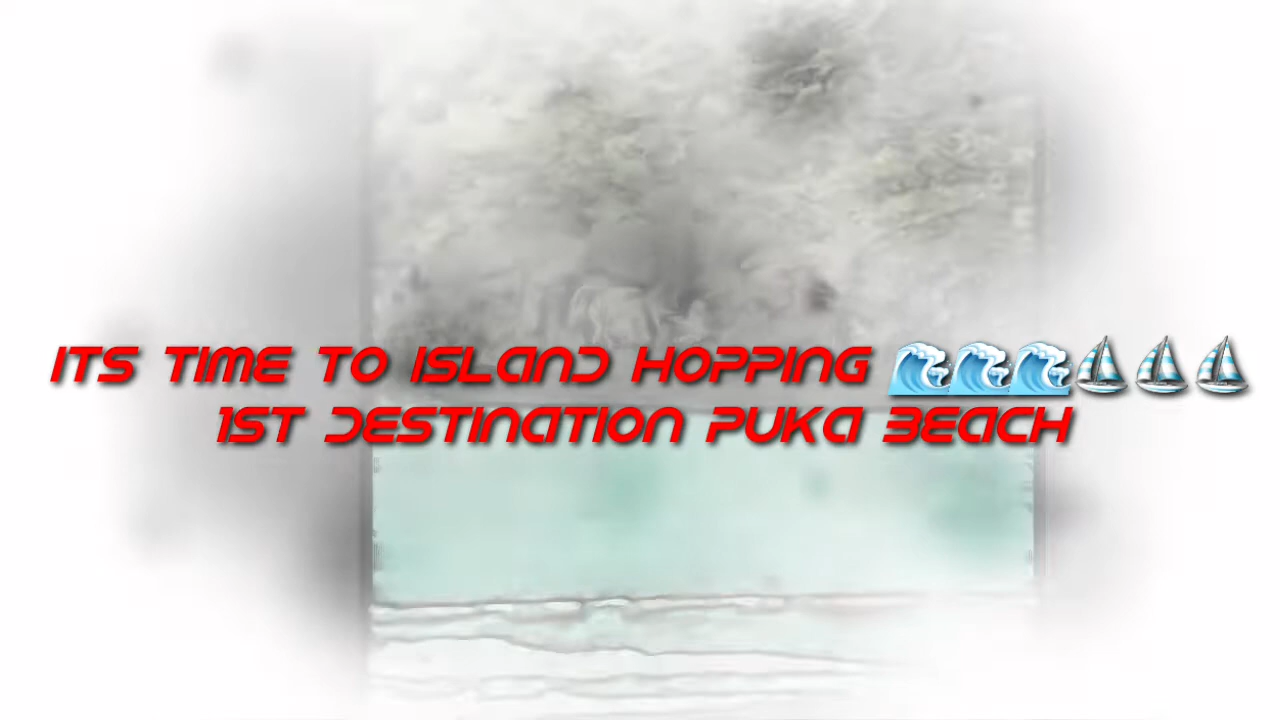 ITS TIME TO ISLAND HOPPING 🌊🌊🌊⛵⛵⛵
1ST DESTINATION PUKA BEACH